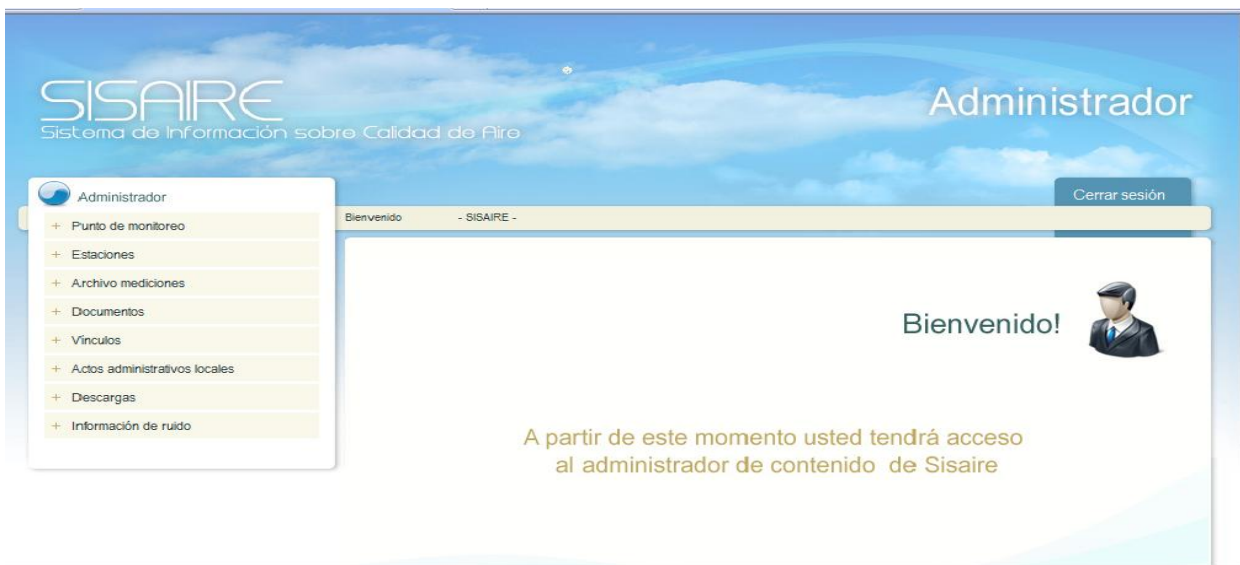 SISAIRE
Sistema de Información sobre Calidad de Aire
Administrador
Cerrar sesión
Administrador
Bienvenido - SISAIRE -
+ Punto de monitoreo
+ Estaciones
+ Archivo mediciones
+ Documentos
+ Vínculos
+ Actos administrativos locales
+ Descargas
+ Información de ruido
Bienvenido!
A partir de este momento usted tendrá acceso
al administrador de contenido de Sisaire